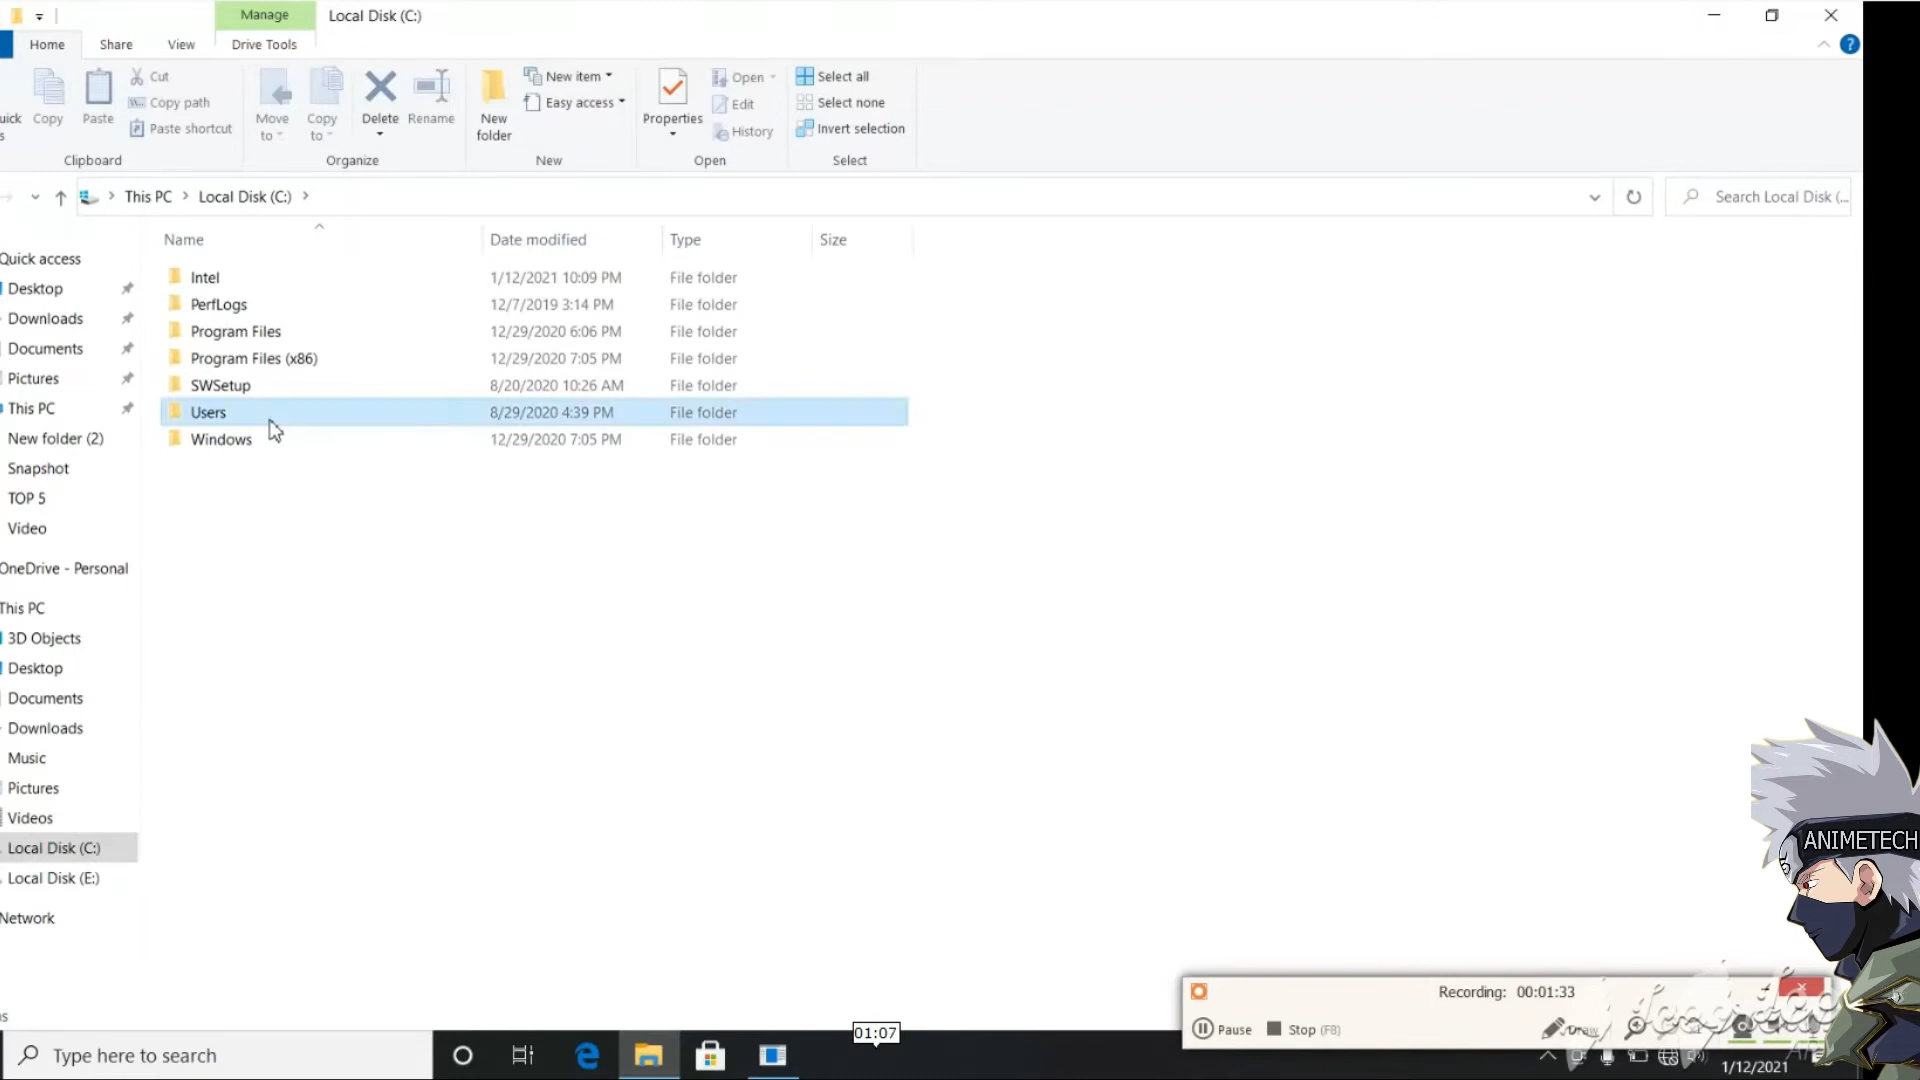 Manage Local Disk (C:)
Home Share View Drive Tools
Cut
Copy path
Paste shortcut
Copy Paste
Clipboard
Move to Copy to Delete Rename
Organize
New folder
New item
Easy access
New
Properties
Open
Edit
History
Open
Select all
Select none
Invert selection
Select
This PC > Local Disk (C:) >
Search Local Disk (...
Name Date modified Type Size
Intel 1/12/2021 10:09 PM File folder
PerfLogs 12/7/2019 3:14 PM File folder
Program Files 12/29/2020 6:06 PM File folder
Program Files (x86) 12/29/2020 7:05 PM File folder
SWSetup 8/20/2020 10:26 AM File folder
Users 8/29/2020 4:39 PM File folder
Windows 12/29/2020 7:05 PM File folder
Quick access
Desktop
Downloads
Documents
Pictures
This PC
New folder (2)
Snapshot
TOP 5
Video
OneDrive - Personal
This PC
3D Objects
Desktop
Documents
Downloads
Music
Pictures
Videos
Local Disk (C:)
Local Disk (E:)
Network
ANIMETECH
Recording: 00:01:33
Pause Stop (F8) Draw
01:07
Type here to search
1/12/2021